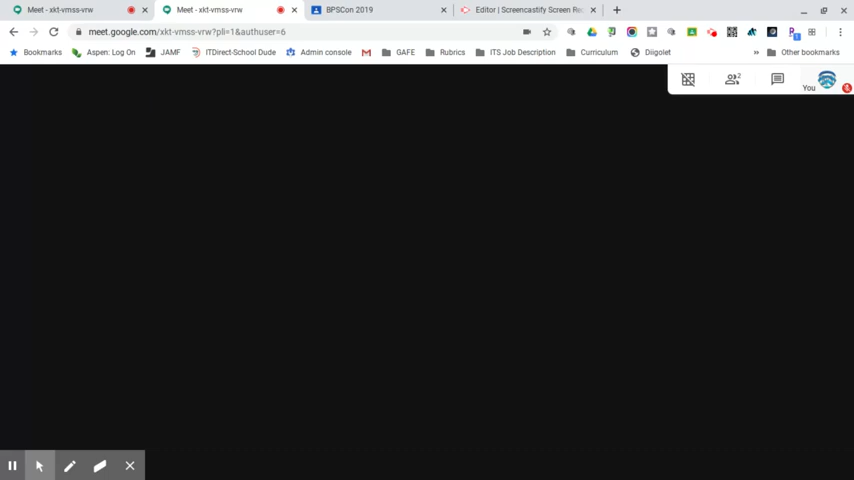 Meet - xkt-vmss-vrw
Meet - xkt-vmss-vrw
BPSCon 2019
Editor | Screencastify Screen Rec
meet.google.com/xkt-vmss-vrw?pli=1&authuser=6
Bookmarks
Aspen: Log On
JAMF
ITDirect-School Dude
Admin console
GAFE
Rubrics
ITS Job Description
Curriculum
Diigolet
Other bookmarks
2
You